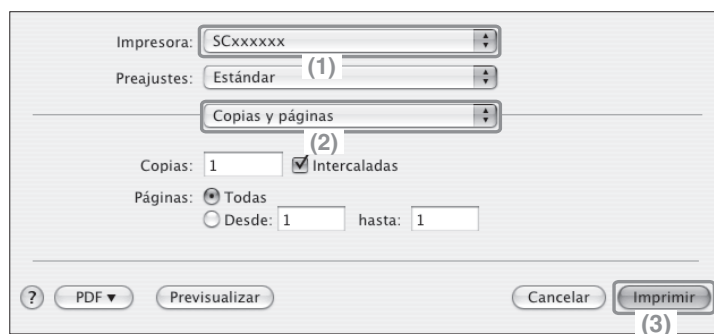 Impresora: SCxxxxxx
(1)
Preajustes: Estándar
Copias y páginas
(2)
Copias: 1 Intercaladas
Páginas: Todas
Desde: 1 hasta: 1
? PDF Previsualizar Cancelar Imprimir
(3)